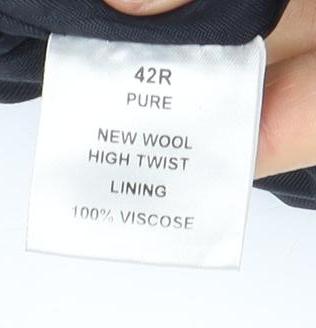 42R
PURE
NEW WOOL
HIGH TWIST
LINING
100% VISCOSE